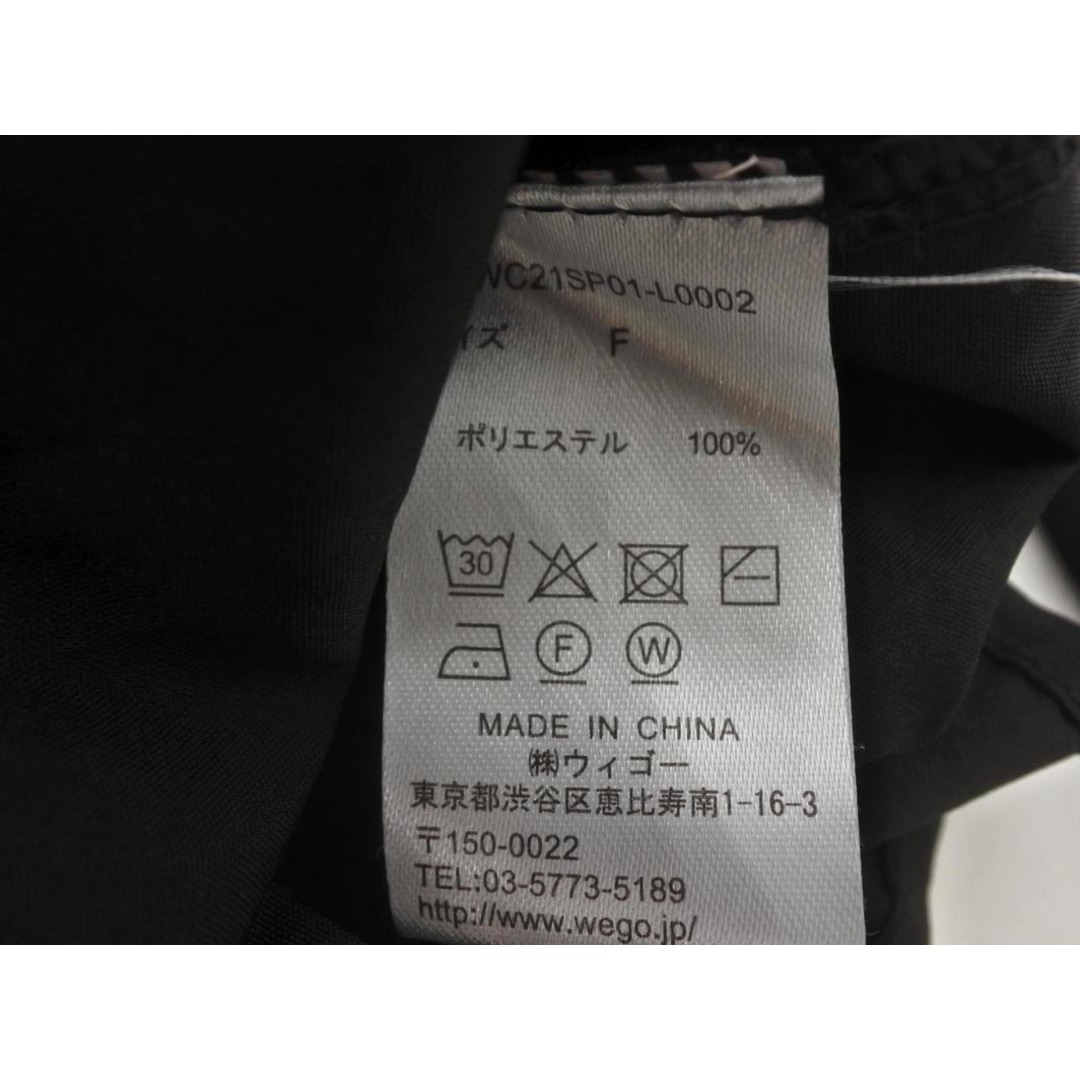 WC21SP01-L0002
イズ F
ポリエステル 100%
30
F W
MADE IN CHINA
㈱ウィゴー
東京都渋谷区恵比寿南1-16-3
〒150-0022
TEL:03-5773-5189
http://www.wego.jp/